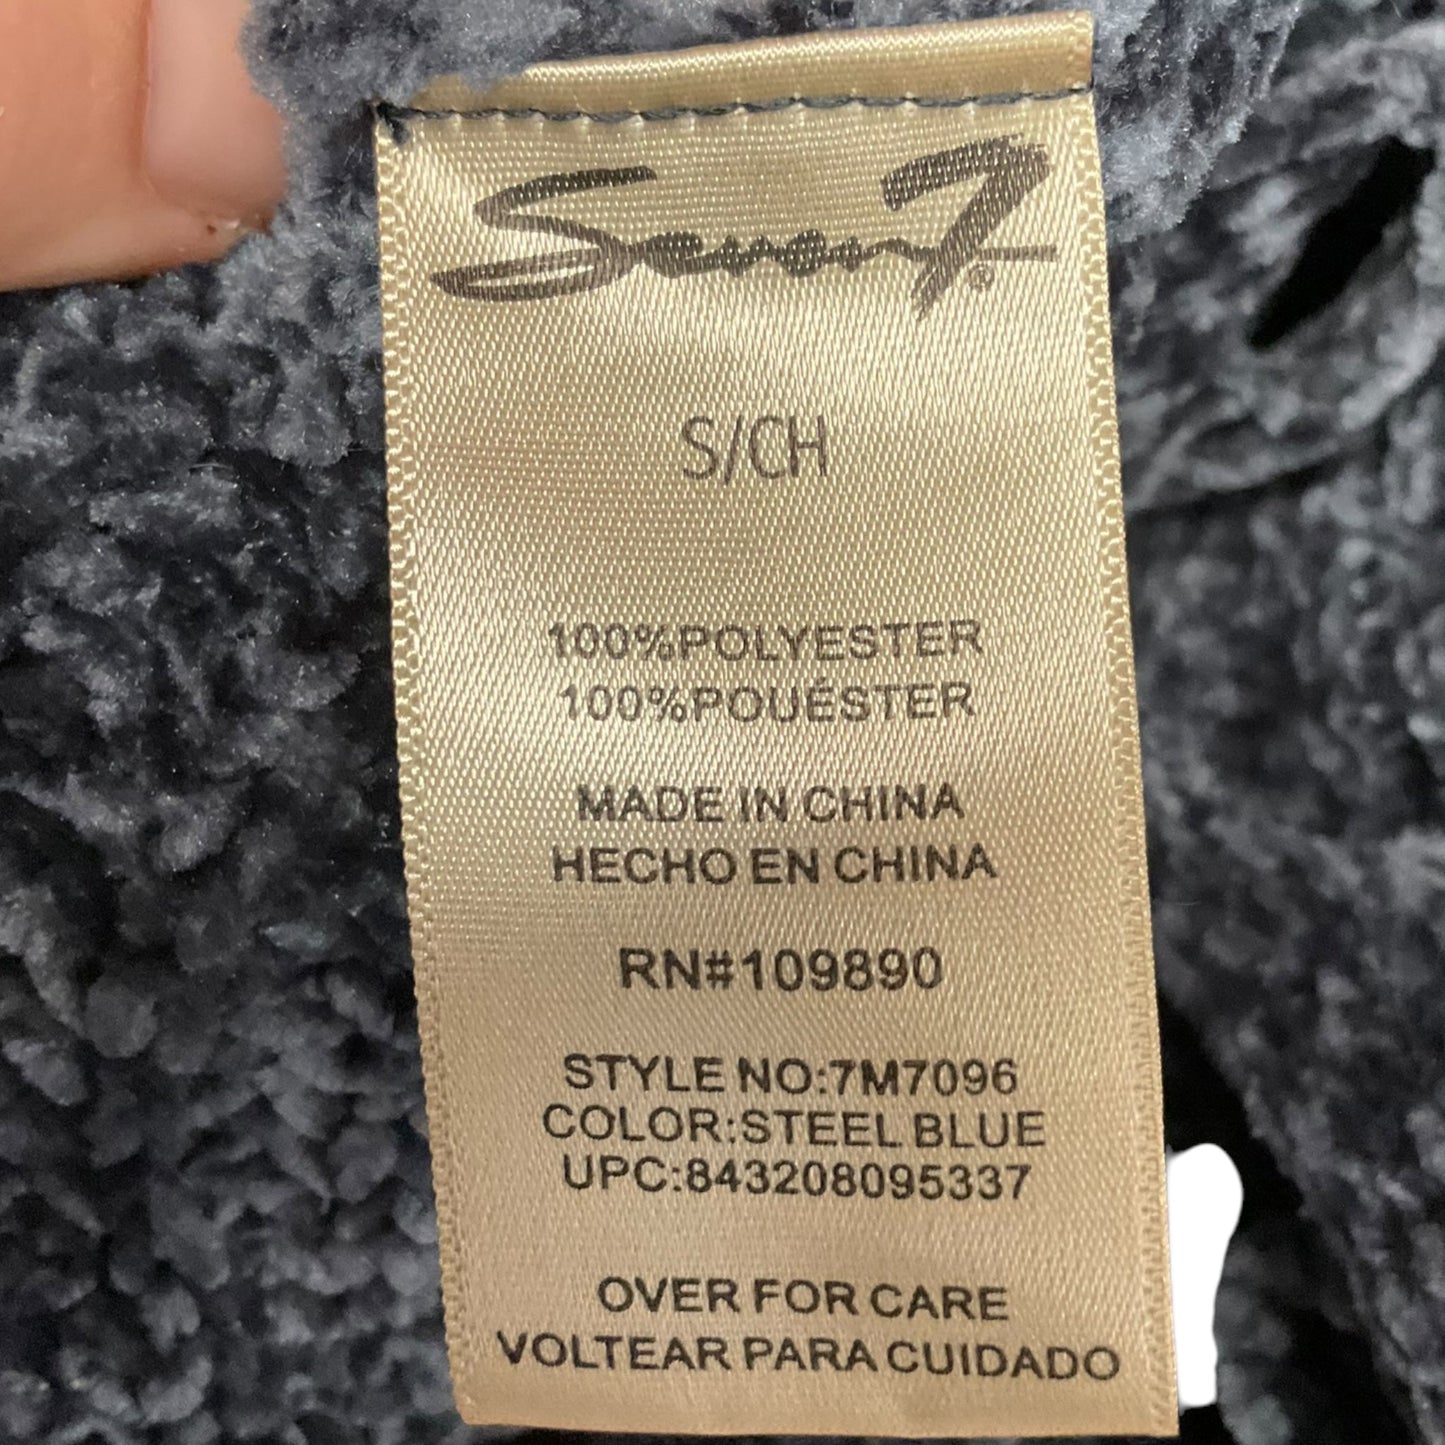 Seven7®
S/CH
100%POLYESTER
100%POUÉSTER
MADE IN CHINA
HECHO EN CHINA
RN#109890
STYLE NO:7M7096
COLOR:STEEL BLUE
UPC:843208095337
OVER FOR CARE
VOLTEAR PARA CUIDADO